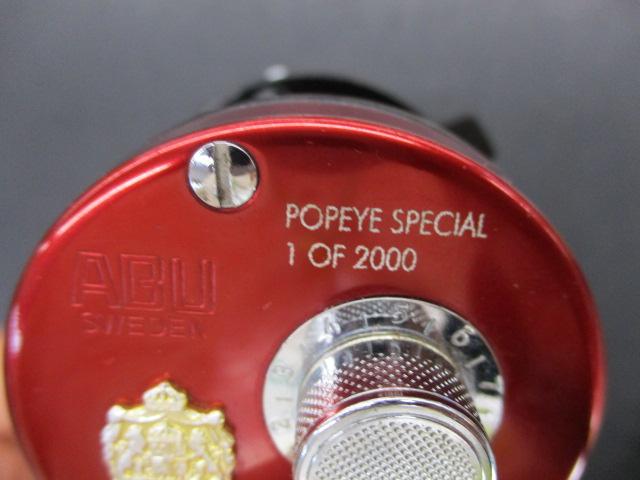 POPEYE SPECIAL
1 OF 2000
ABU
SWEDEN